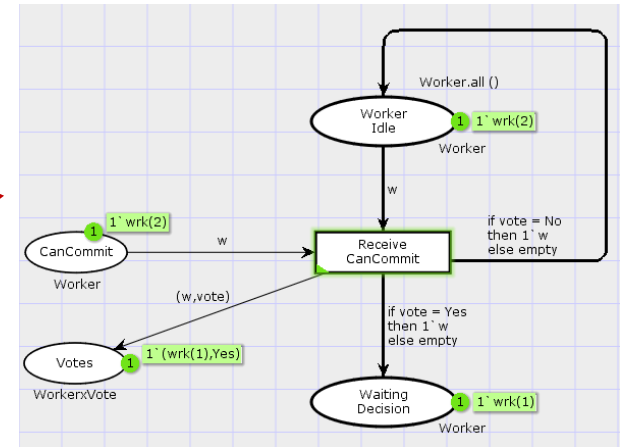 Worker.all ()
Worker
Idle
1
1`wrk(2)
Worker
w
1
1`wrk(2)
CanCommit
Worker
w
Receive
CanCommit
if vote = No
then 1`w
else empty
(w,vote)
if vote = Yes
then 1`w
else empty
Votes
1
1`(wrk(1),Yes)
WorkerxVote
Waiting
Decision
1
1`wrk(1)
Worker